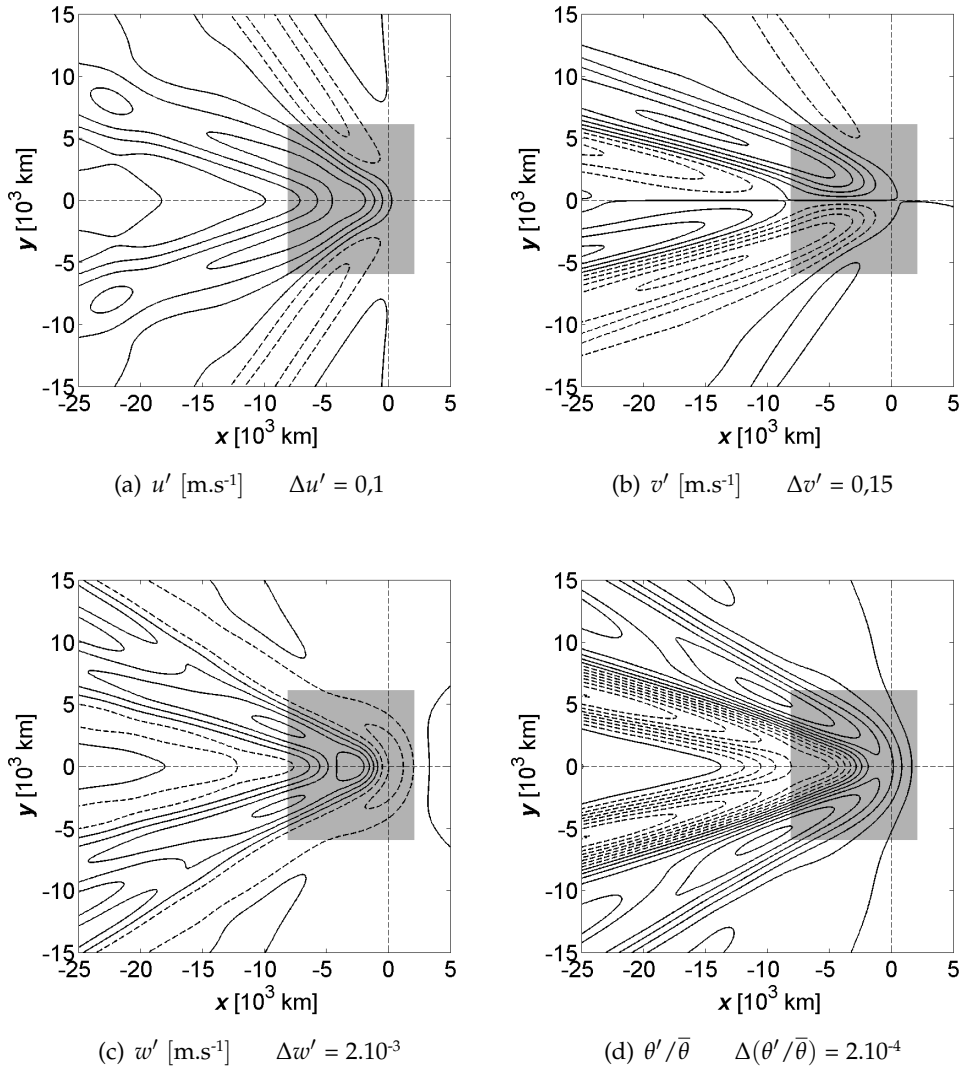 15
10
5
0
-5
-10
-15
y [10³ km]
-25 -20 -15 -10 -5 0 5
x [10³ km]
(a) u′ [m.s⁻¹] Δu′ = 0,1
15
10
5
0
-5
-10
-15
y [10³ km]
-25 -20 -15 -10 -5 0 5
x [10³ km]
(b) v′ [m.s⁻¹] Δv′ = 0,15
15
10
5
0
-5
-10
-15
y [10³ km]
-25 -20 -15 -10 -5 0 5
x [10³ km]
(c) w′ [m.s⁻¹] Δw′ = 2.10⁻³
15
10
5
0
-5
-10
-15
y [10³ km]
-25 -20 -15 -10 -5 0 5
x [10³ km]
(d) θ′/θ̅ Δ(θ′/θ̅) = 2.10⁻⁴